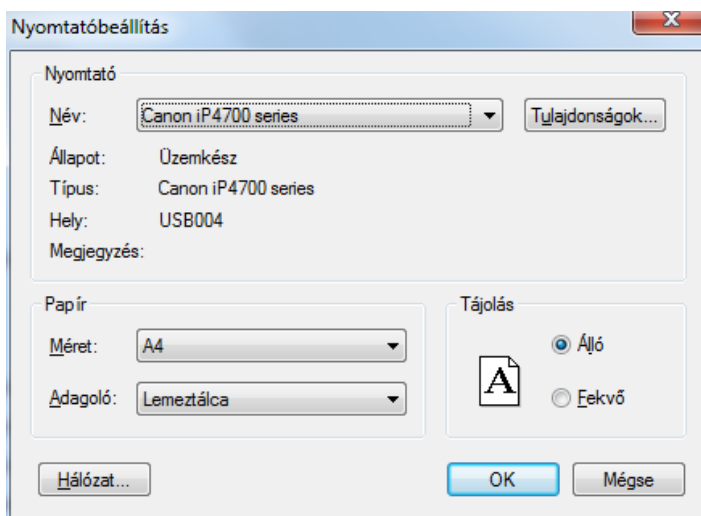 Nyomtatóbeállítás
Nyomtató
Név: Canon iP4700 series Tulajdonságok...
Állapot: Üzemkész
Típus: Canon iP4700 series
Hely: USB004
Megjegyzés:
Papír
Méret: A4
Adagoló: Lemeztálca
Tájolás
A
Álló
Fekvő
Hálózat... OK Mégse